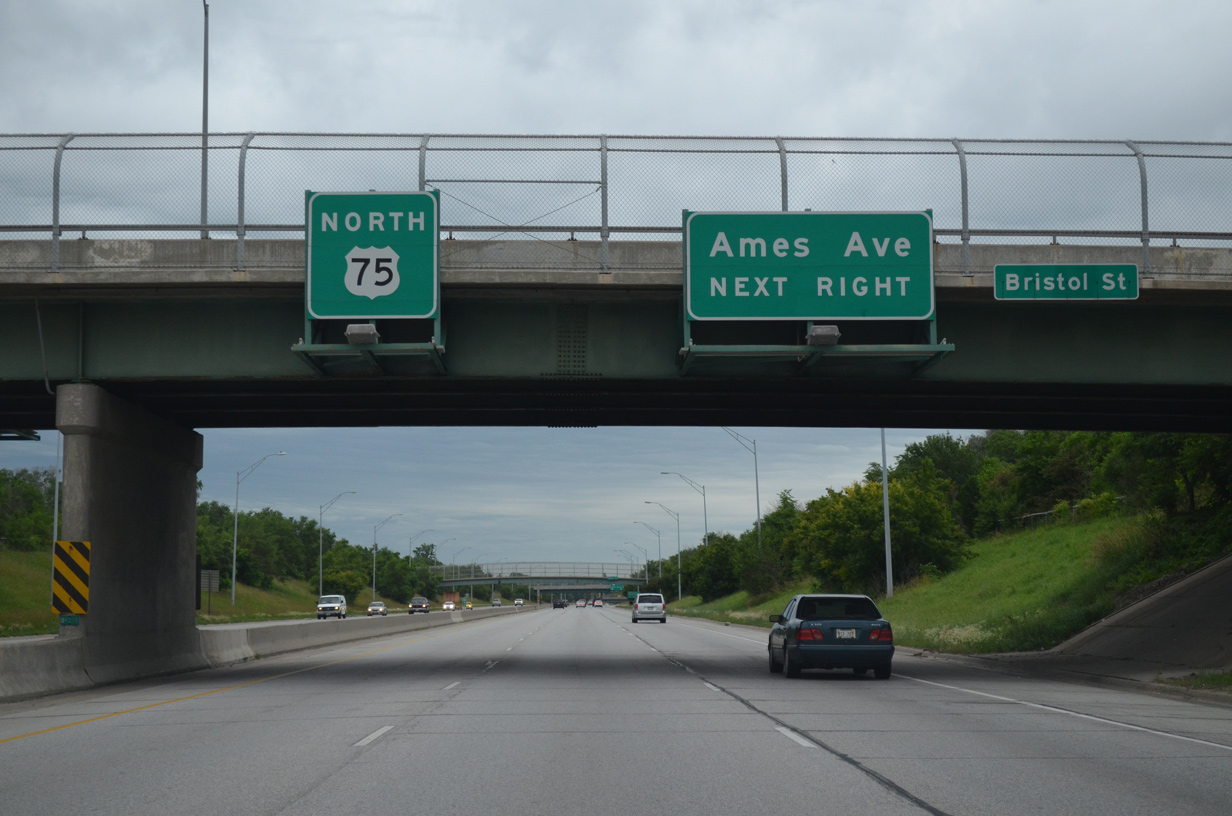 NORTH
75
Ames Ave
NEXT RIGHT
Bristol St